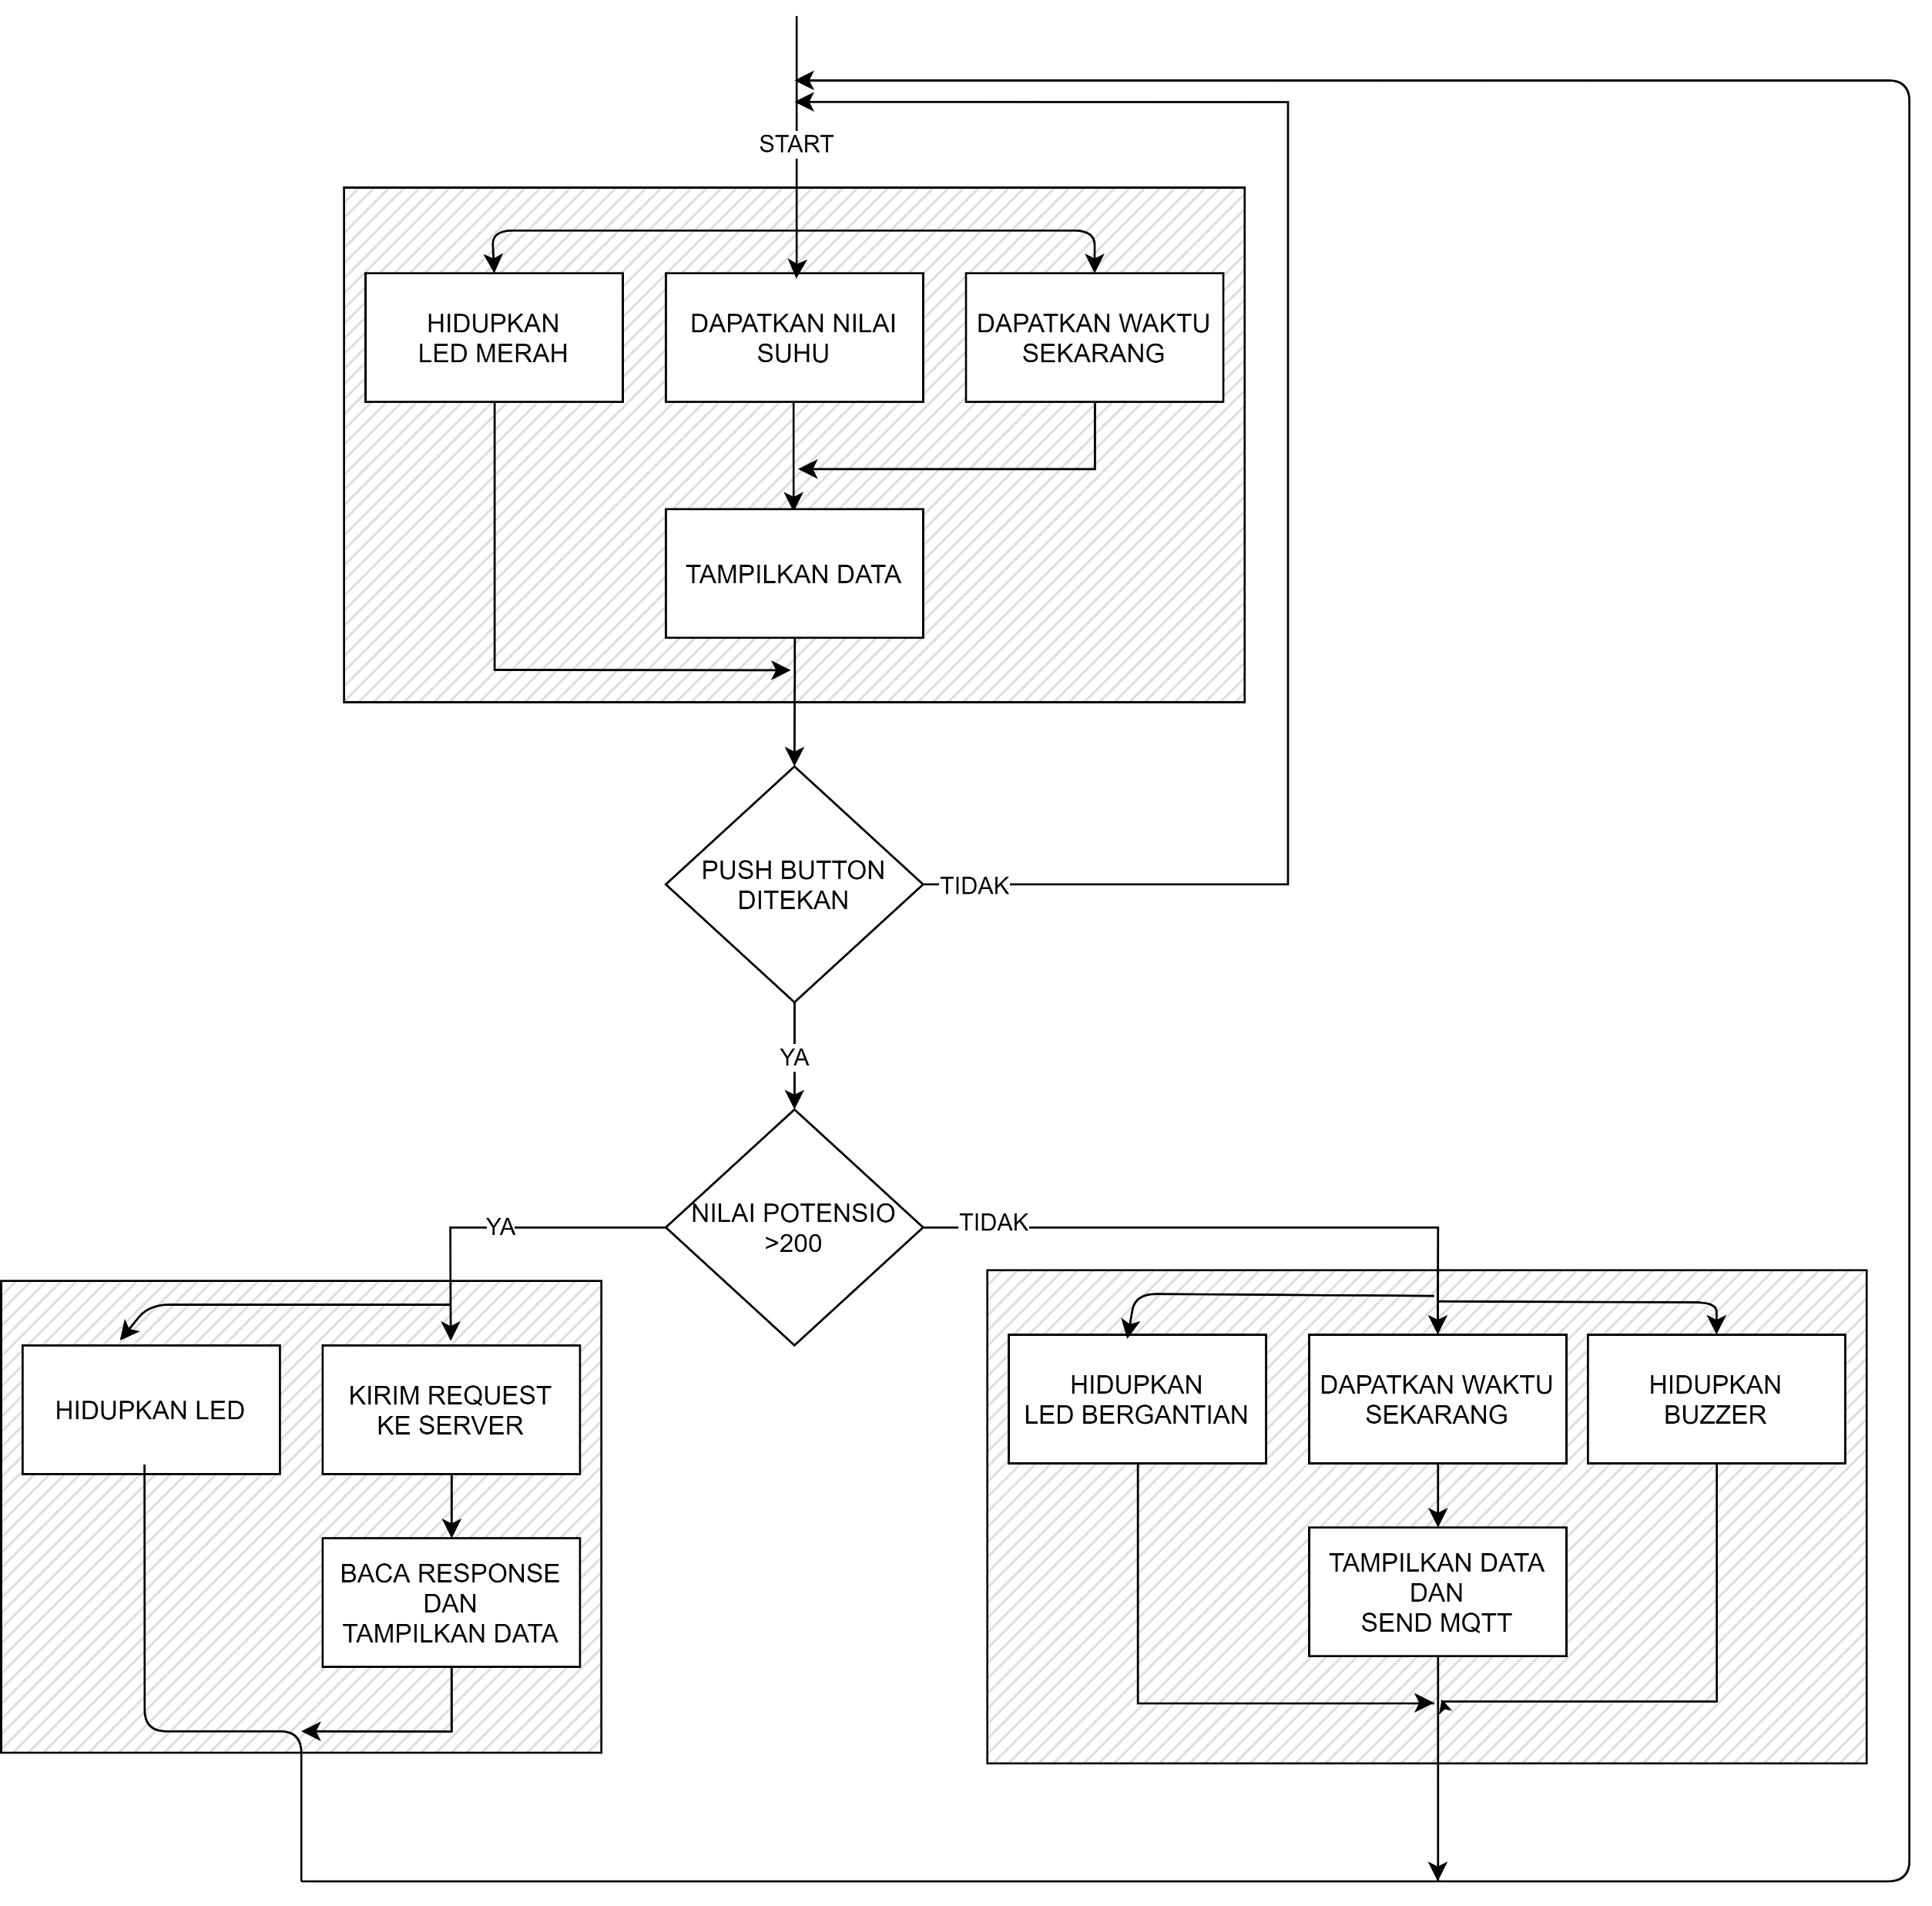 START
HIDUPKAN
LED MERAH
DAPATKAN NILAI
SUHU
DAPATKAN WAKTU
SEKARANG
TAMPILKAN DATA
PUSH BUTTON
DITEKAN
TIDAK
YA
NILAI POTENSIO
>200
YA
TIDAK
HIDUPKAN LED
KIRIM REQUEST
KE SERVER
BACA RESPONSE
DAN
TAMPILKAN DATA
HIDUPKAN
LED BERGANTIAN
DAPATKAN WAKTU
SEKARANG
HIDUPKAN
BUZZER
TAMPILKAN DATA
DAN
SEND MQTT